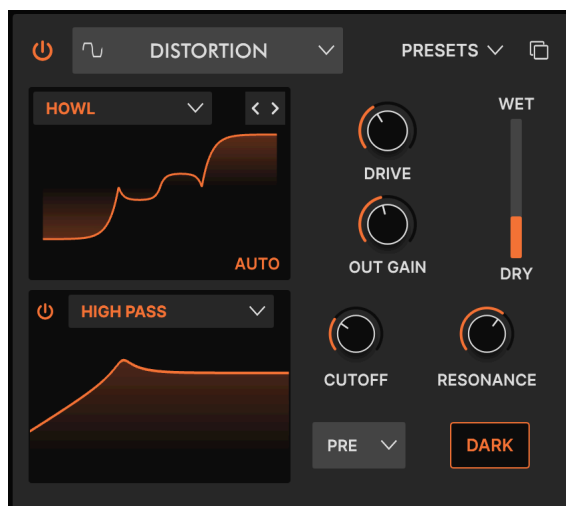 DISTORTION
PRESETS
HOWL
WET
DRIVE
AUTO
OUT GAIN
DRY
HIGH PASS
CUTOFF
RESONANCE
PRE
DARK